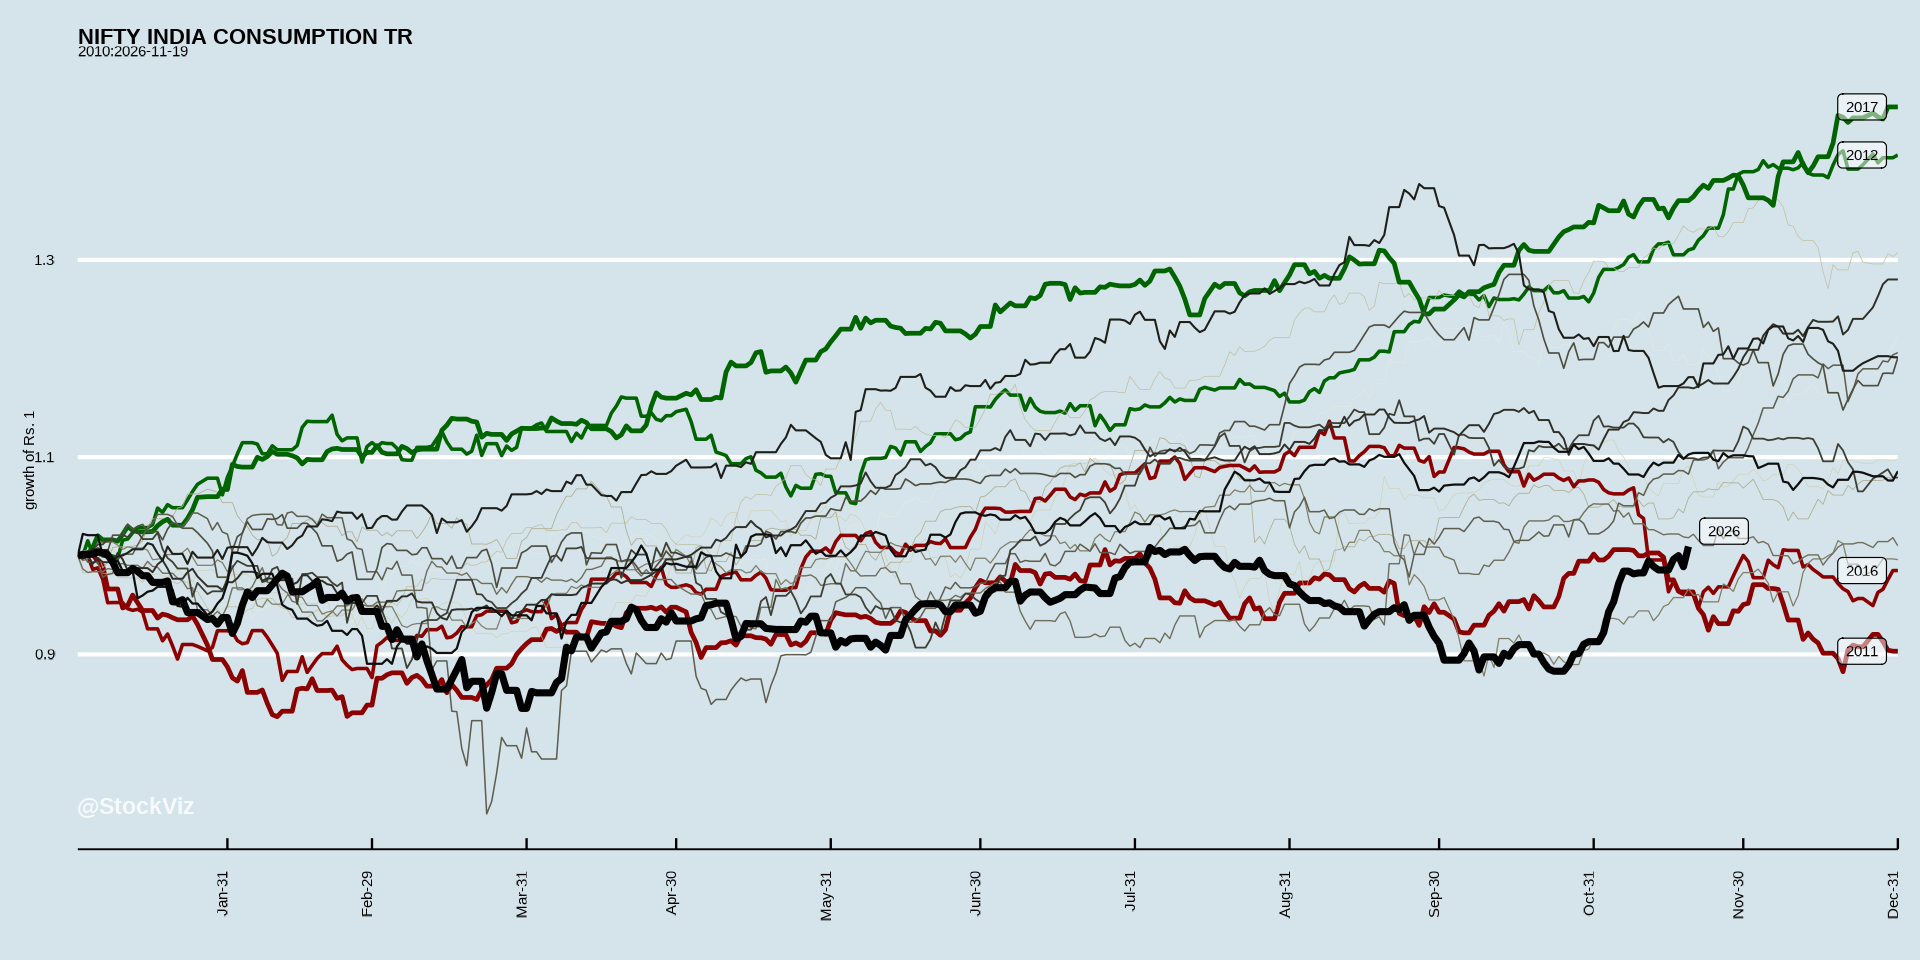 NIFTY INDIA CONSUMPTION TR
2010:2026-11-19
2017
2012
1.3
1.1
growth of Rs. 1
2026
2016
2011
0.9
@StockViz
Jan-31
Feb-29
Mar-31
Apr-30
May-31
Jun-30
Jul-31
Aug-31
Sep-30
Oct-31
Nov-30
Dec-31